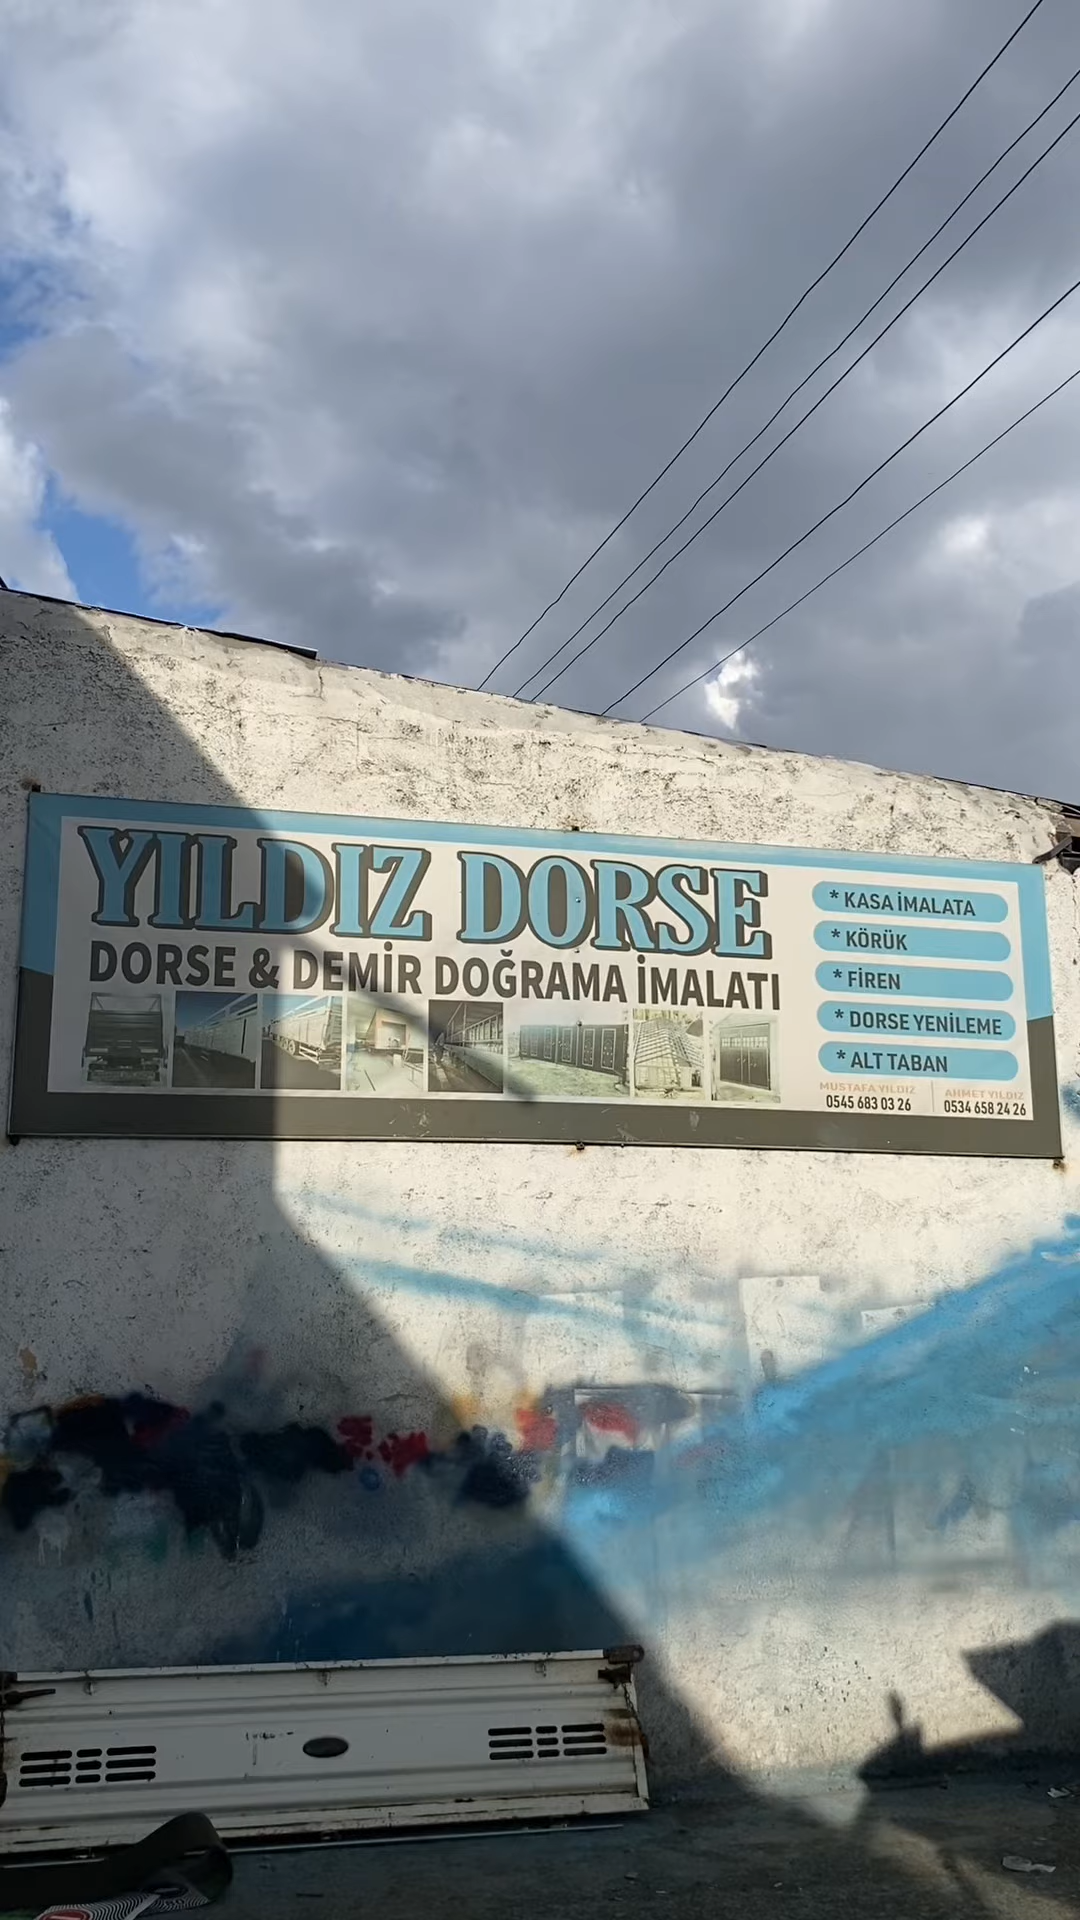 YILDIZ DORSE
DORSE & DEMİR DOĞRAMA İMALATI
* KASA İMALATA
* KÖRÜK
* FİREN
* DORSE YENİLEME
* ALT TABAN
MUSTAFA YILDIZ
0545 683 03 26
AHMET YILDIZ
0534 658 24 26